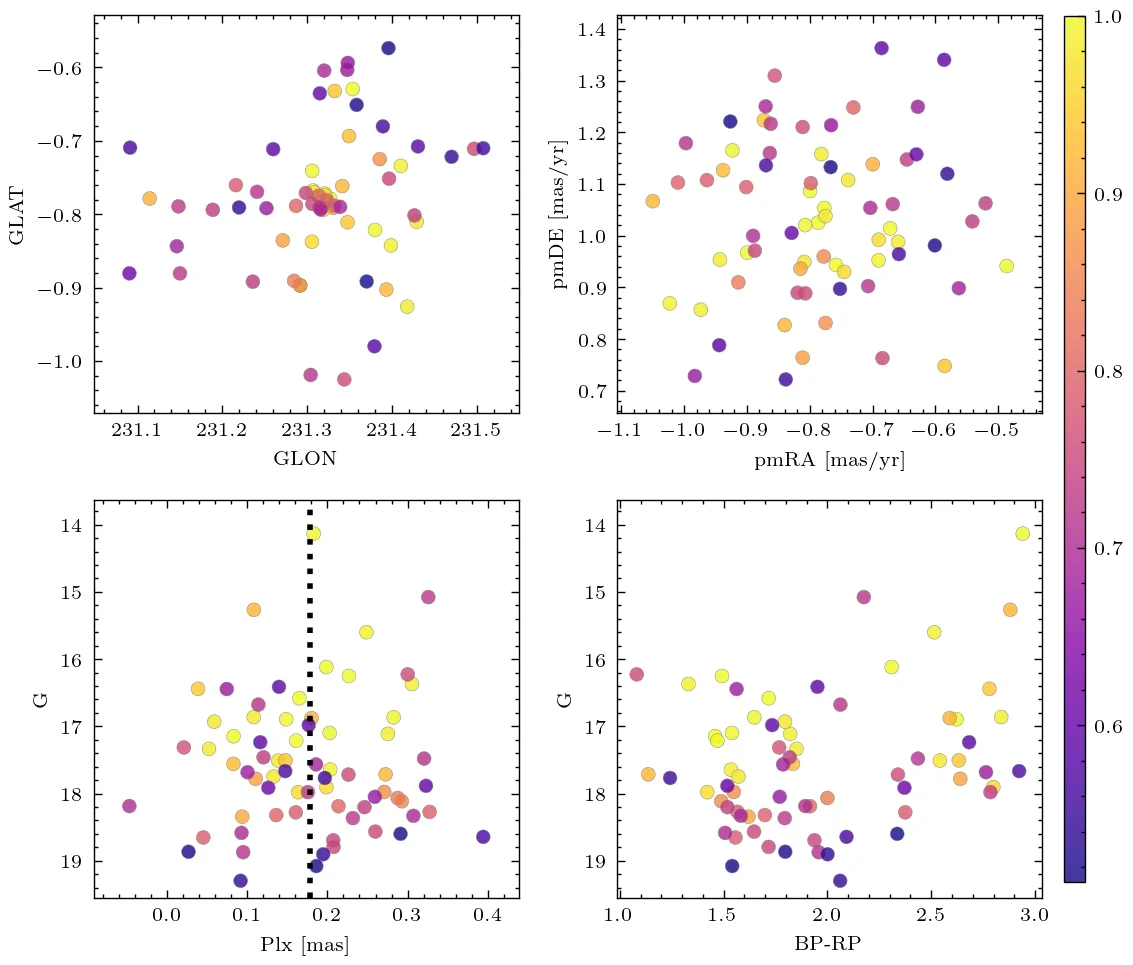 −0.6
−0.7
−0.8
−0.9
−1.0
GLAT
231.1 231.2 231.3 231.4 231.5
GLON
1.4
1.3
1.2
1.1
1.0
0.9
0.8
0.7
pmDE [mas/yr]
−1.1 −1.0 −0.9 −0.8 −0.7 −0.6 −0.5
pmRA [mas/yr]
1.0
0.9
0.8
0.7
0.6
14
15
16
17
18
19
G
0.0 0.1 0.2 0.3 0.4
Plx [mas]
14
15
16
17
18
19
G
1.0 1.5 2.0 2.5 3.0
BP-RP